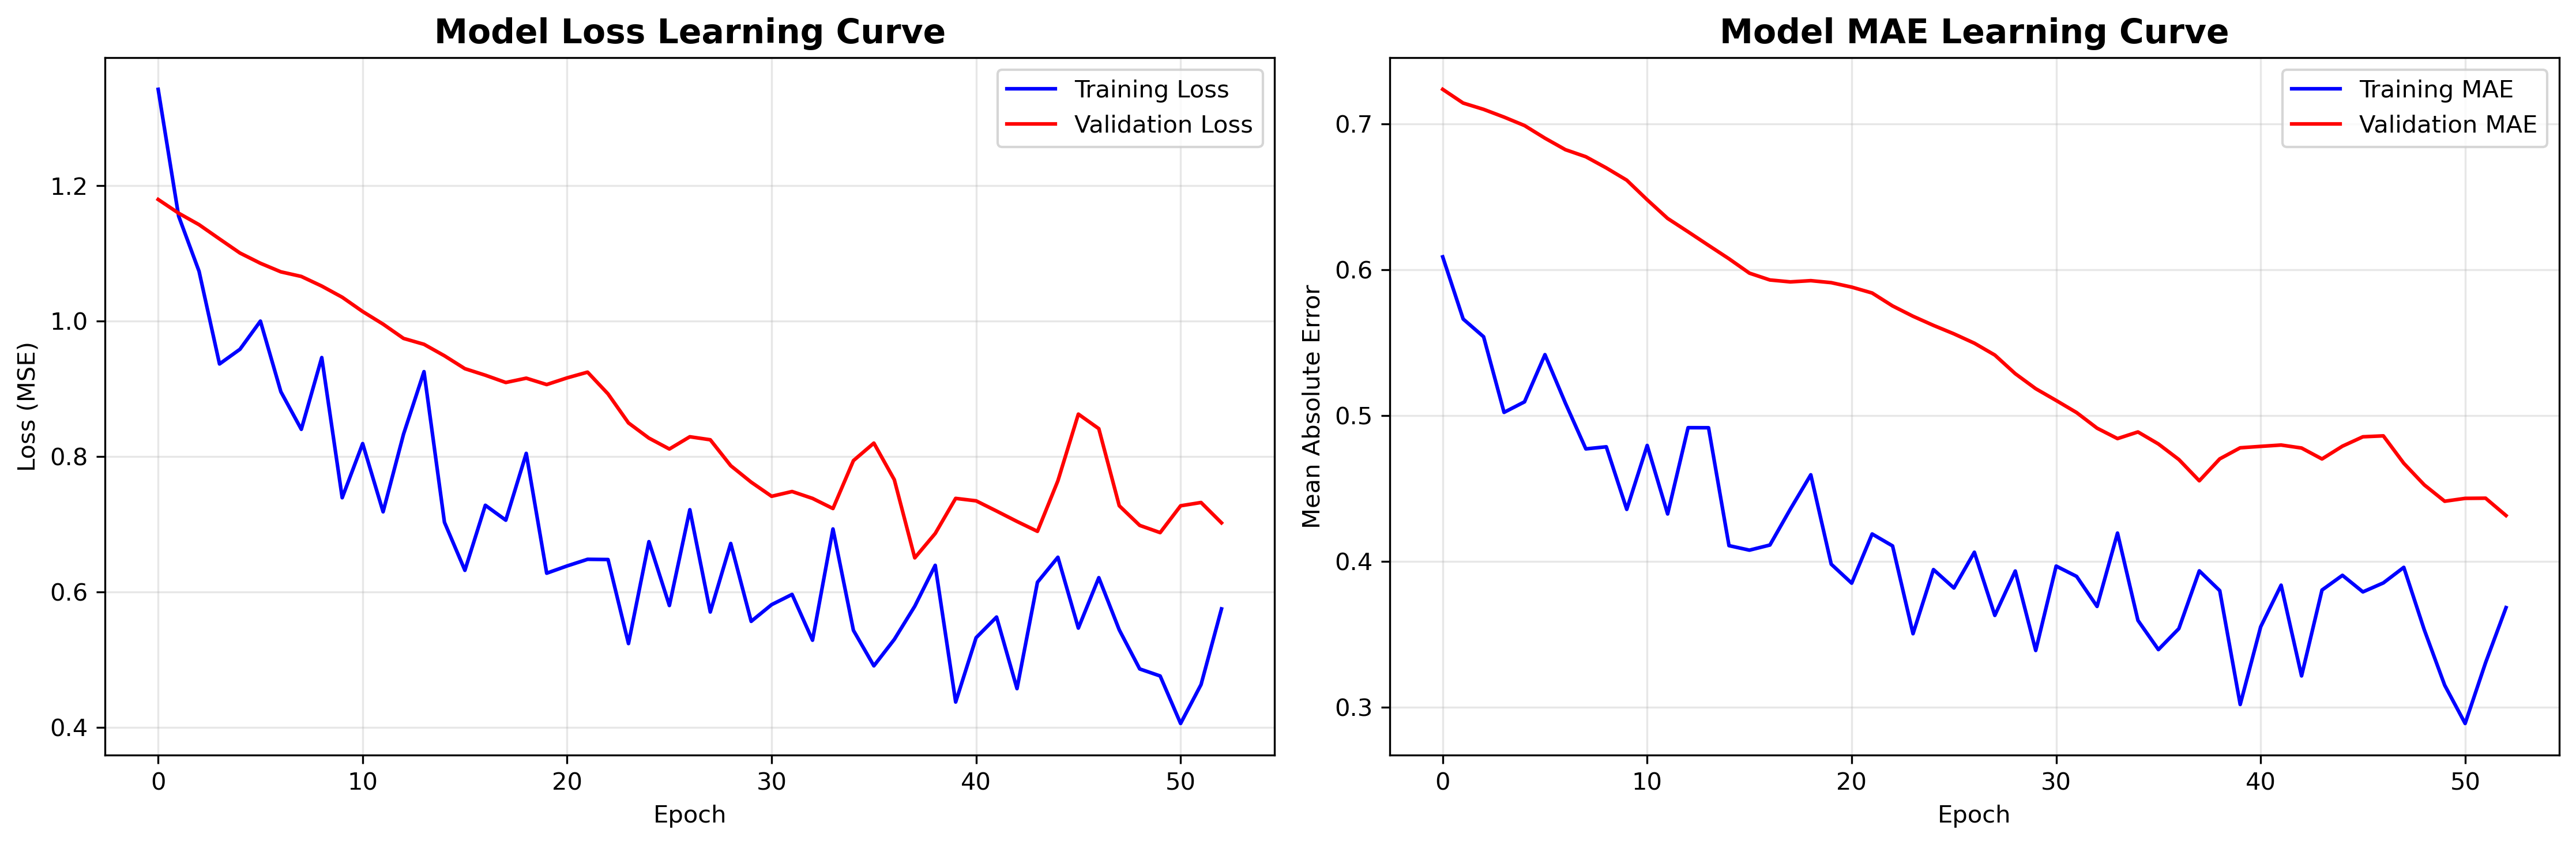 Model Loss Learning Curve
Training Loss
Validation Loss
Loss (MSE)
1.2
1.0
0.8
0.6
0.4
0 10 20 30 40 50
Epoch
Model MAE Learning Curve
Training MAE
Validation MAE
Mean Absolute Error
0.7
0.6
0.5
0.4
0.3
0 10 20 30 40 50
Epoch